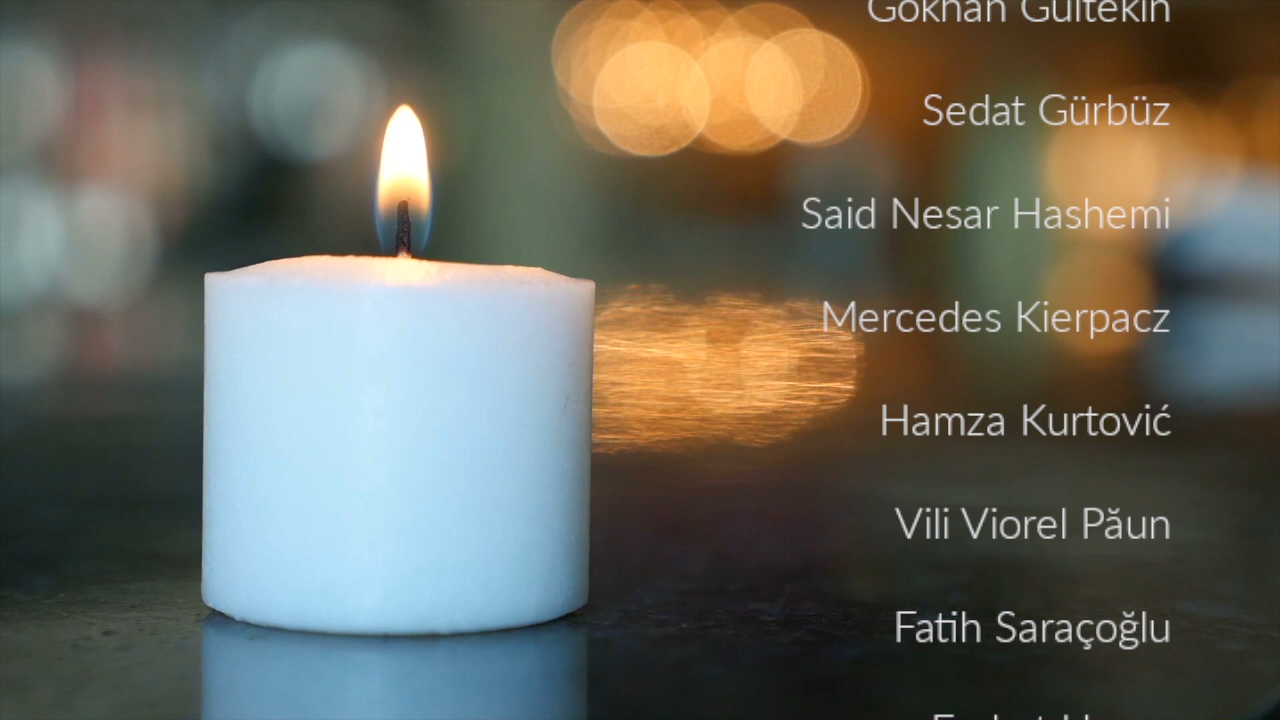 Gökhan Gültekin
Sedat Gürbüz
Said Nesar Hashemi
Mercedes Kierpacz
Hamza Kurtović
Vili Viorel Păun
Fatih Saraçoğlu